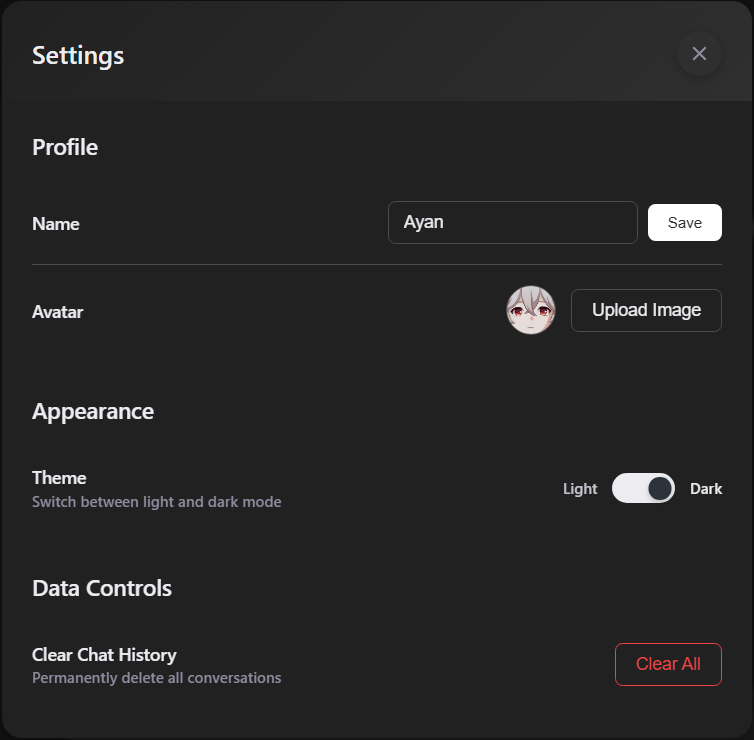 Settings
Profile
Name
Ayan
Save
Avatar
Upload Image
Appearance
Theme
Switch between light and dark mode
Light
Dark
Data Controls
Clear Chat History
Permanently delete all conversations
Clear All